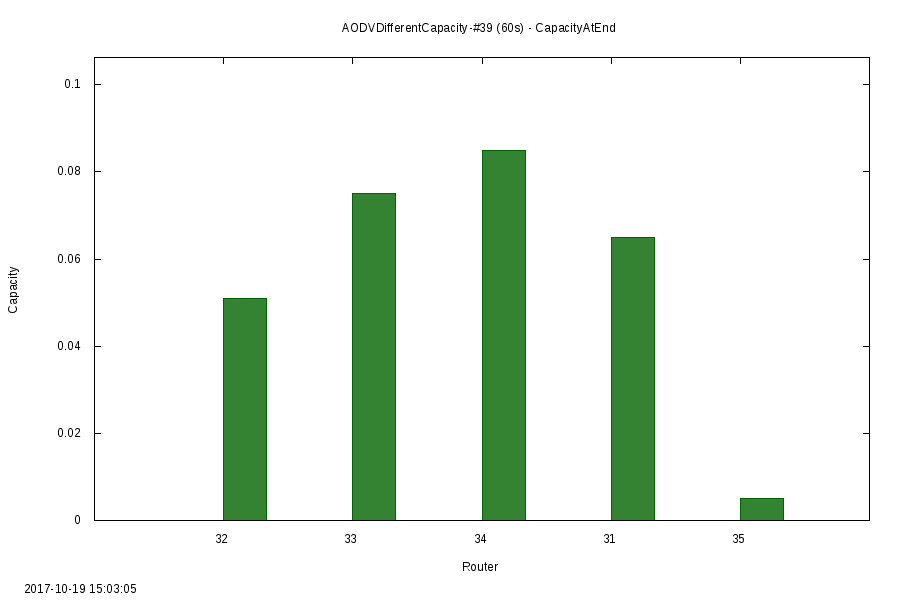 AODVDifferentCapacity-#39 (60s) - CapacityAtEnd
0.1
0.08
0.06
0.04
0.02
0
Capacity
32 33 34 31 35
Router
2017-10-19 15:03:05